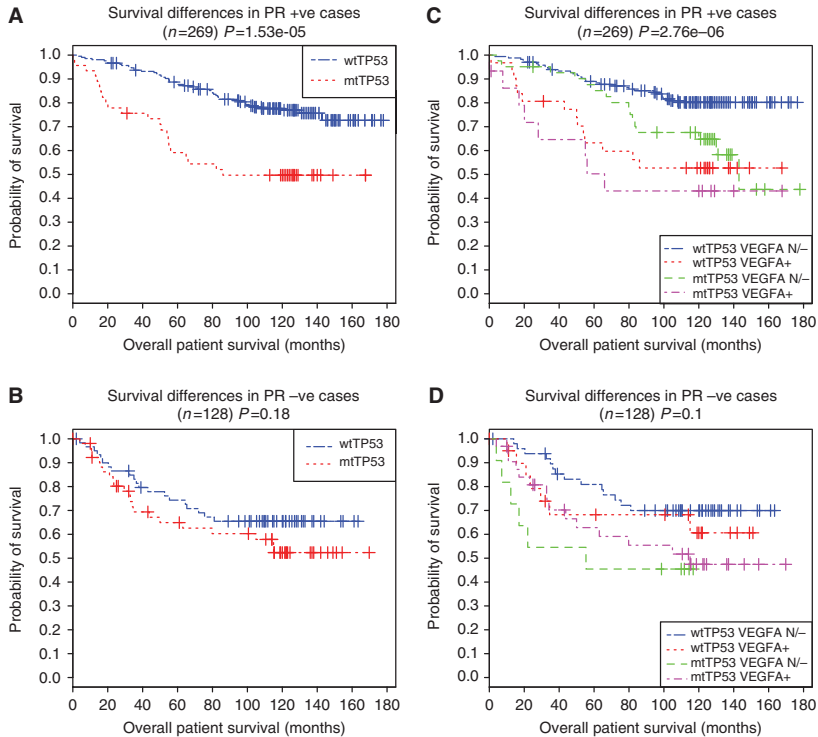 A
Survival differences in PR +ve cases
(n=269) P=1.53e-05
wtTP53
mtTP53
Probability of survival
1.0
0.9
0.8
0.7
0.6
0.5
0.4
0.3
0.2
0.1
0.0
0 20 40 60 80 100 120 140 160 180
Overall patient survival (months)
C
Survival differences in PR +ve cases
(n=269) P=2.76e–06
Probability of survival
1.0
0.9
0.8
0.7
0.6
0.5
0.4
0.3
0.2
0.1
0.0
wtTP53 VEGFA N/–
wtTP53 VEGFA+
mtTP53 VEGFA N/–
mtTP53 VEGFA+
0 20 40 60 80 100 120 140 160 180
Overall patient survival (months)
B
Survival differences in PR –ve cases
(n=128) P=0.18
wtTP53
mtTP53
Probability of survival
1.0
0.9
0.8
0.7
0.6
0.5
0.4
0.3
0.2
0.1
0.0
0 20 40 60 80 100 120 140 160 180
Overall patient survival (months)
D
Survival differences in PR –ve cases
(n=128) P=0.1
Probability of survival
1.0
0.9
0.8
0.7
0.6
0.5
0.4
0.3
0.2
0.1
0.0
wtTP53 VEGFA N/–
wtTP53 VEGFA+
mtTP53 VEGFA N/–
mtTP53 VEGFA+
0 20 40 60 80 100 120 140 160 180
Overall patient survival (months)